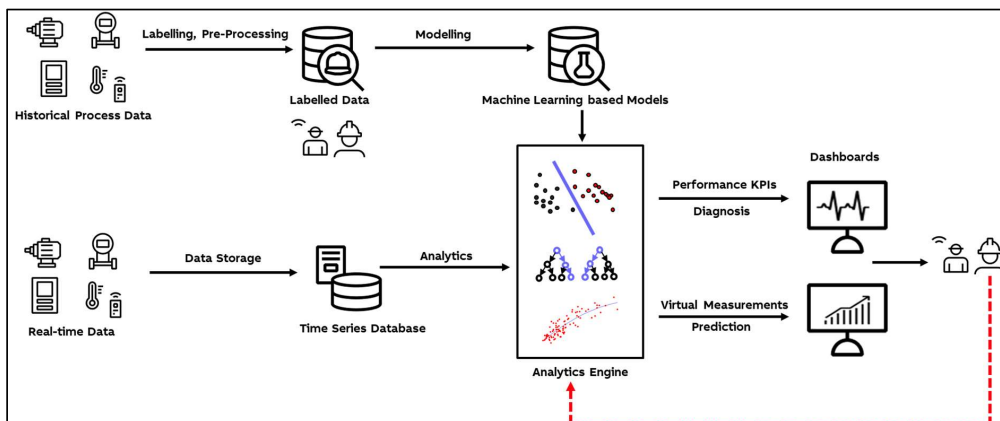 Labelling, Pre-Processing
Modelling
Historical Process Data
Labelled Data
Machine Learning based Models
Dashboards
Performance KPIs
Diagnosis
Data Storage
Analytics
Real-time Data
Time Series Database
Virtual Measurements
Prediction
Analytics Engine